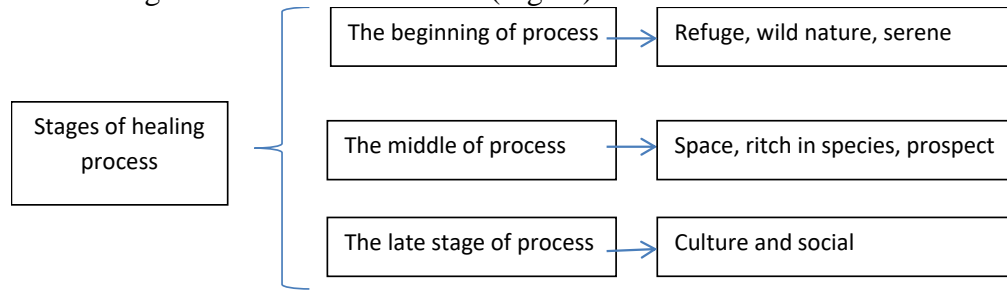 The beginning of process
Refuge, wild nature, serene
Stages of healing
process
The middle of process
Space, ritch in species, prospect
The late stage of process
Culture and social